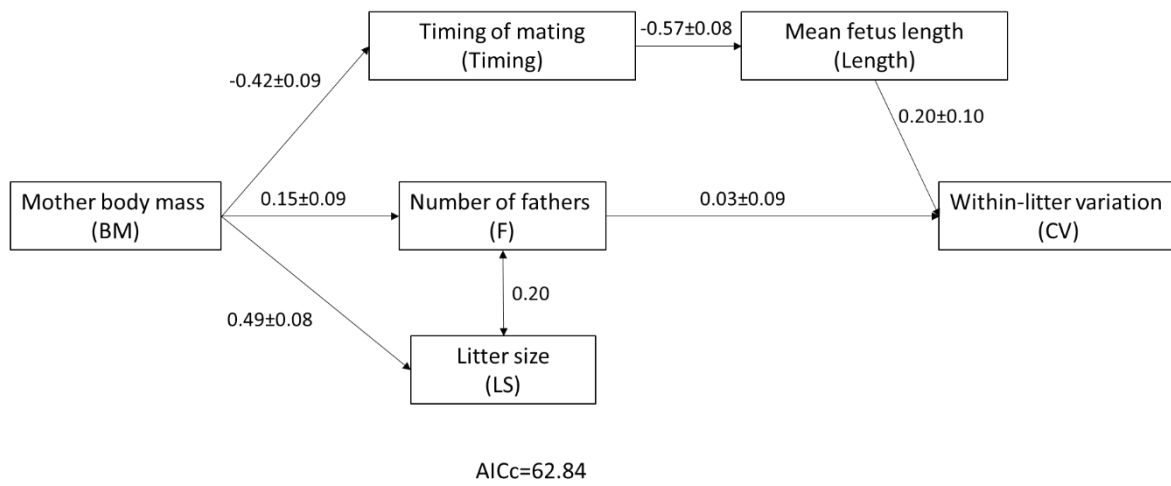 Timing of mating
(Timing)
-0.57±0.08
Mean fetus length
(Length)
-0.42±0.09
0.20±0.10
Mother body mass
(BM)
0.15±0.09
Number of fathers
(F)
0.03±0.09
Within-litter variation
(CV)
0.20
0.49±0.08
Litter size
(LS)
AICc=62.84